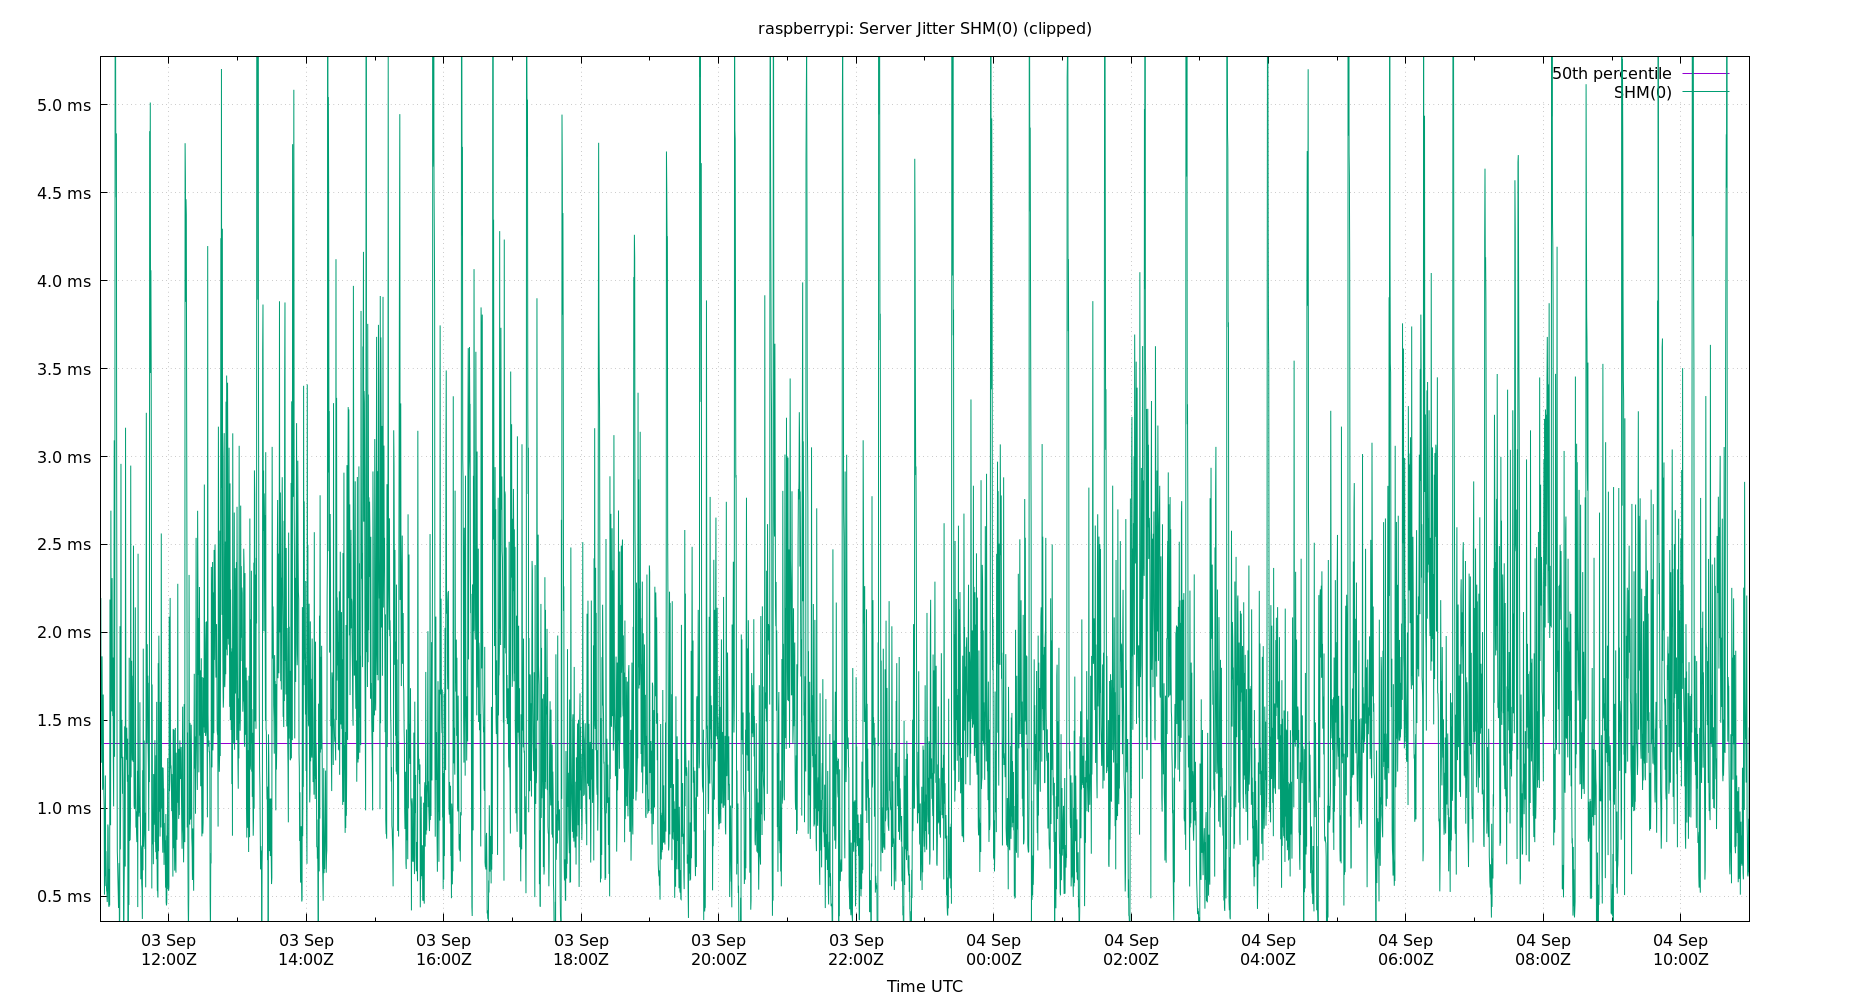 raspberrypi: Server Jitter SHM(0) (clipped)
50th percentile
SHM(0)
5.0 ms
4.5 ms
4.0 ms
3.5 ms
3.0 ms
2.5 ms
2.0 ms
1.5 ms
1.0 ms
0.5 ms
03 Sep 03 Sep 03 Sep 03 Sep 03 Sep 03 Sep 04 Sep 04 Sep 04 Sep 04 Sep 04 Sep 04 Sep
12:00Z 14:00Z 16:00Z 18:00Z 20:00Z 22:00Z 00:00Z 02:00Z 04:00Z 06:00Z 08:00Z 10:00Z
Time UTC